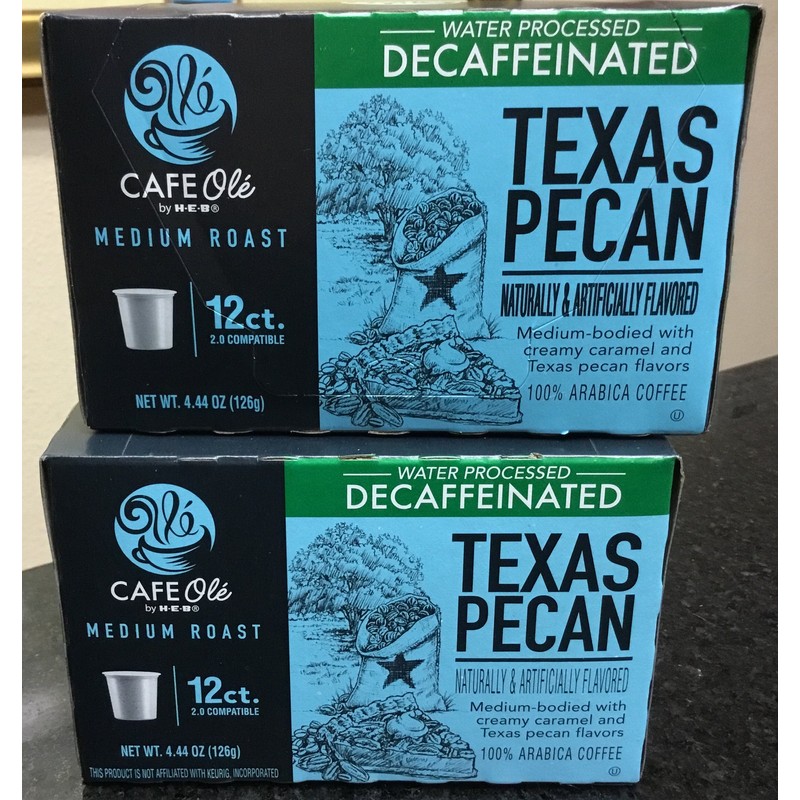 Olé
CAFE Olé
by H-E-B®
MEDIUM ROAST
12ct.
2.0 COMPATIBLE
NET WT. 4.44 OZ (126g)
WATER PROCESSED
DECAFFEINATED
TEXAS
PECAN
NATURALLY & ARTIFICIALLY FLAVORED
Medium-bodied with
creamy caramel and
Texas pecan flavors
100% ARABICA COFFEE
U
Olé
CAFE Olé
by H-E-B®
MEDIUM ROAST
12ct.
2.0 COMPATIBLE
NET WT. 4.44 OZ (126g)
THIS PRODUCT IS NOT AFFILIATED WITH KEURIG, INCORPORATED
WATER PROCESSED
DECAFFEINATED
TEXAS
PECAN
NATURALLY & ARTIFICIALLY FLAVORED
Medium-bodied with
creamy caramel and
Texas pecan flavors
100% ARABICA COFFEE
U